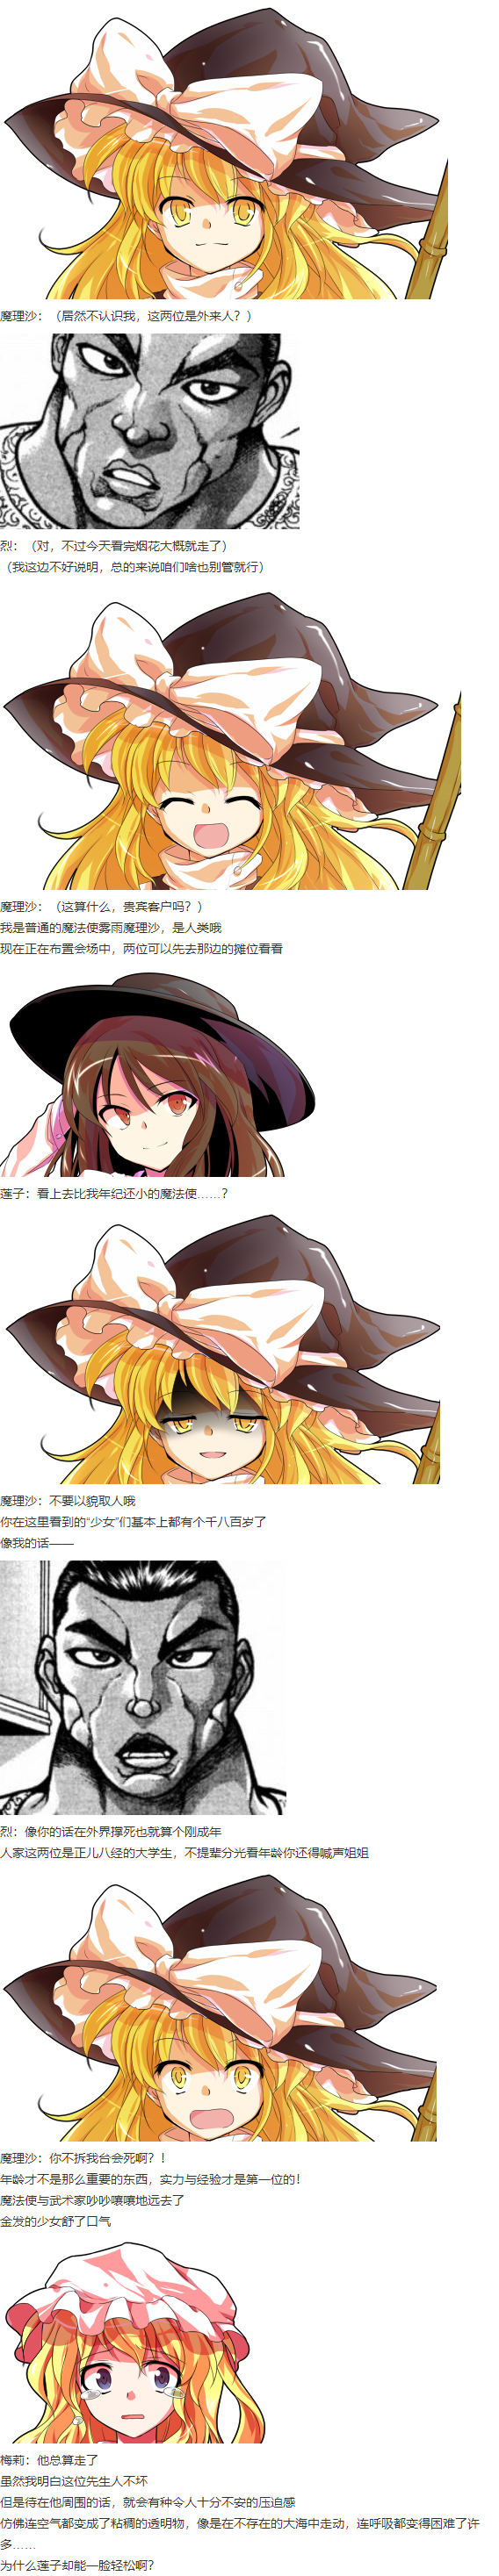 魔理沙：（居然不认识我，这两位是外来人？）
烈：（对，不过今天看完烟花大概就走了）
（我这边不好说明，总的来说咱们啥也别管就行）
魔理沙：（这算什么，贵宾客户吗？）
我是普通的魔法使雾雨魔理沙，是人类哦
现在正在布置会场中，两位可以先去那边的摊位看看
莲子：看上去比我年纪还小的魔法使……？
魔理沙：不要以貌取人哦
你在这里看到的“少女”们基本上都有个千八百岁了
像我的话——
烈：像你的话在外界撑死也就算个刚成年
人家这两位是正儿八经的大学生，不提辈分光看年龄你还得喊声姐姐
魔理沙：你不拆我台会死啊？！
年龄才不是那么重要的东西，实力与经验才是第一位的！
魔法使与武术家吵吵嚷嚷地远去了
金发的少女舒了口气
梅莉：他总算走了
虽然我明白这位先生人不坏
但是待在他周围的话，就会有种令人十分不安的压迫感
仿佛连空气都变成了粘稠的透明物，像是在不存在的大海中走动，连呼吸都变得困难了许
多……
为什么莲子却能一脸轻松啊？